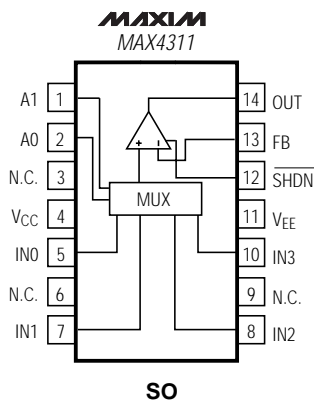 MAXIM
MAX4311
A1 1
A0 2
N.C. 3
VCC 4
IN0 5
N.C. 6
IN1 7
14 OUT
13 FB
12 SHDN
11 VEE
10 IN3
9 N.C.
8 IN2
+ −
MUX
SO